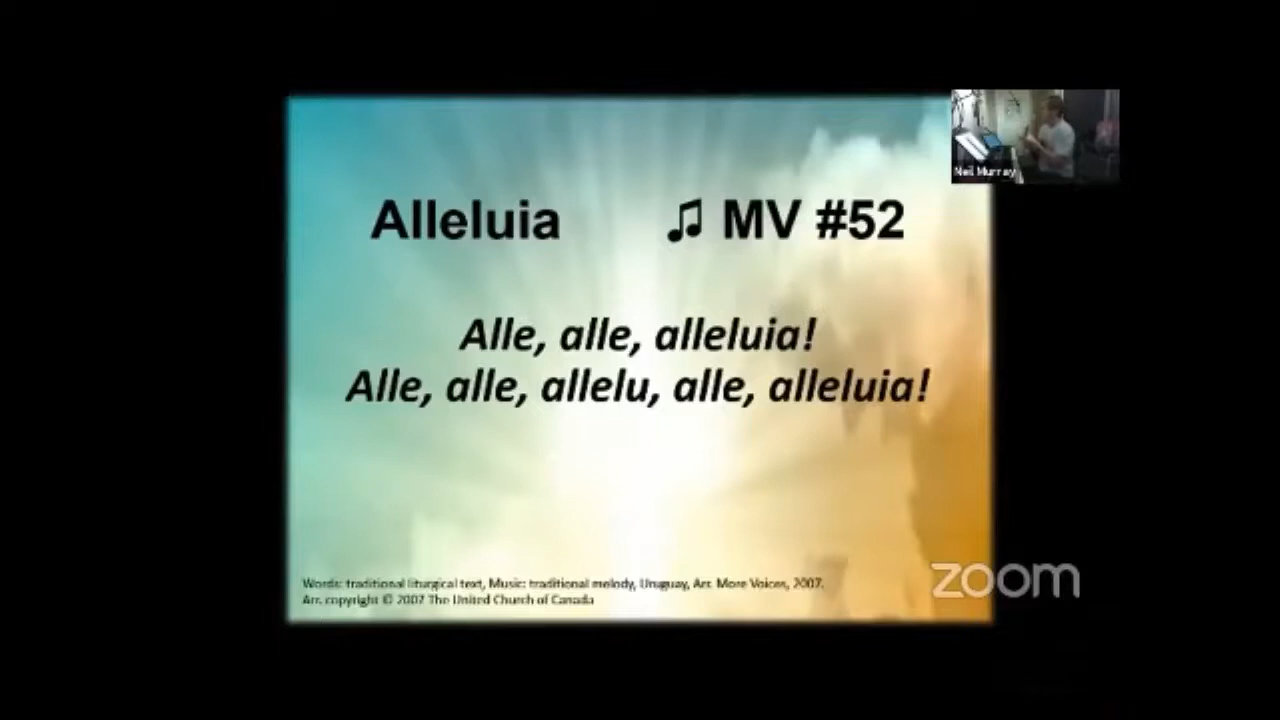 Neil Murray
Alleluia ♫ MV #52
Alle, alle, alleluia!
Alle, alle, allelu, alle, alleluia!
Words: traditional liturgical text, Music: traditional melody, Uruguay, Arr. More Voices, 2007.
Arr. copyright © 2007 The United Church of Canada
zoom